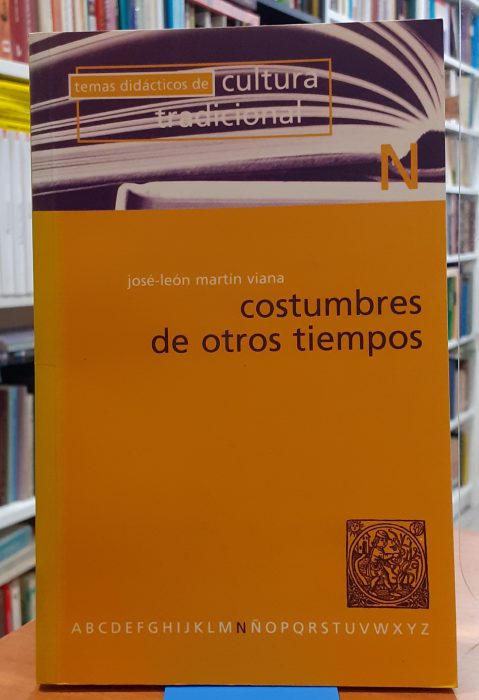 temas didácticos de cultura
tradicional
N
josé-león martín viana
costumbres
de otros tiempos
ABCDEFGHIJKLMNÑOPQRSTUVWXYZ